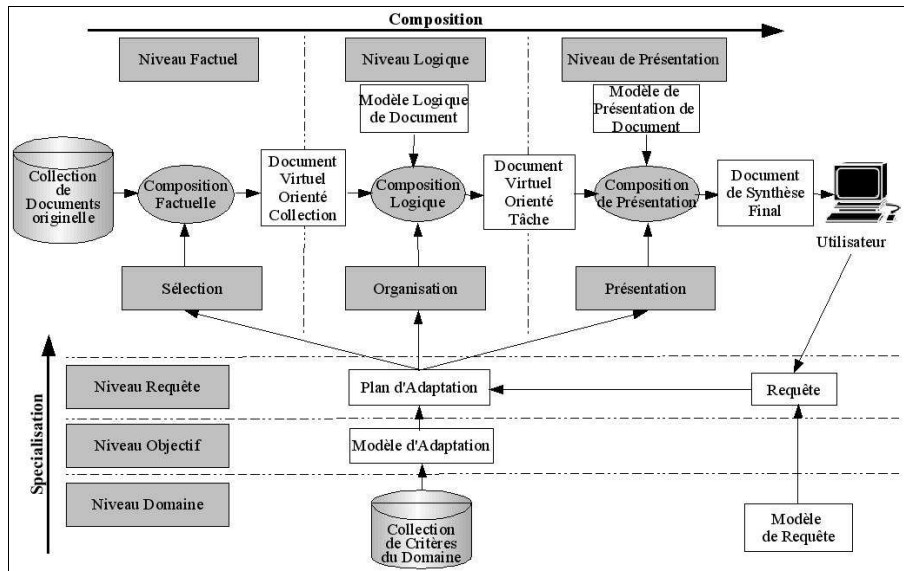 Composition
Niveau Factuel
Niveau Logique
Niveau de Présentation
Modèle Logique
de Document
Modèle de
Présentation de
Document
Collection
de
Documents
originelle
Composition
Factuelle
Document
Virtuel
Orienté
Collection
Composition
Logique
Document
Virtuel
Orienté
Tâche
Composition
de Présentation
Document
de Synthèse
Final
Utilisateur
Sélection
Organisation
Présentation
Specialisation
Niveau Requête
Plan d'Adaptation
Requête
Niveau Objectif
Modèle d'Adaptation
Niveau Domaine
Collection
de Critères
du Domaine
Modèle
de Requête